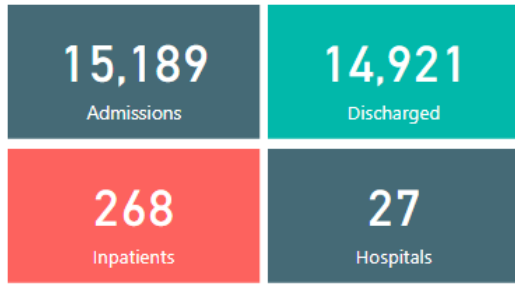 15,189
Admissions
14,921
Discharged
268
Inpatients
27
Hospitals